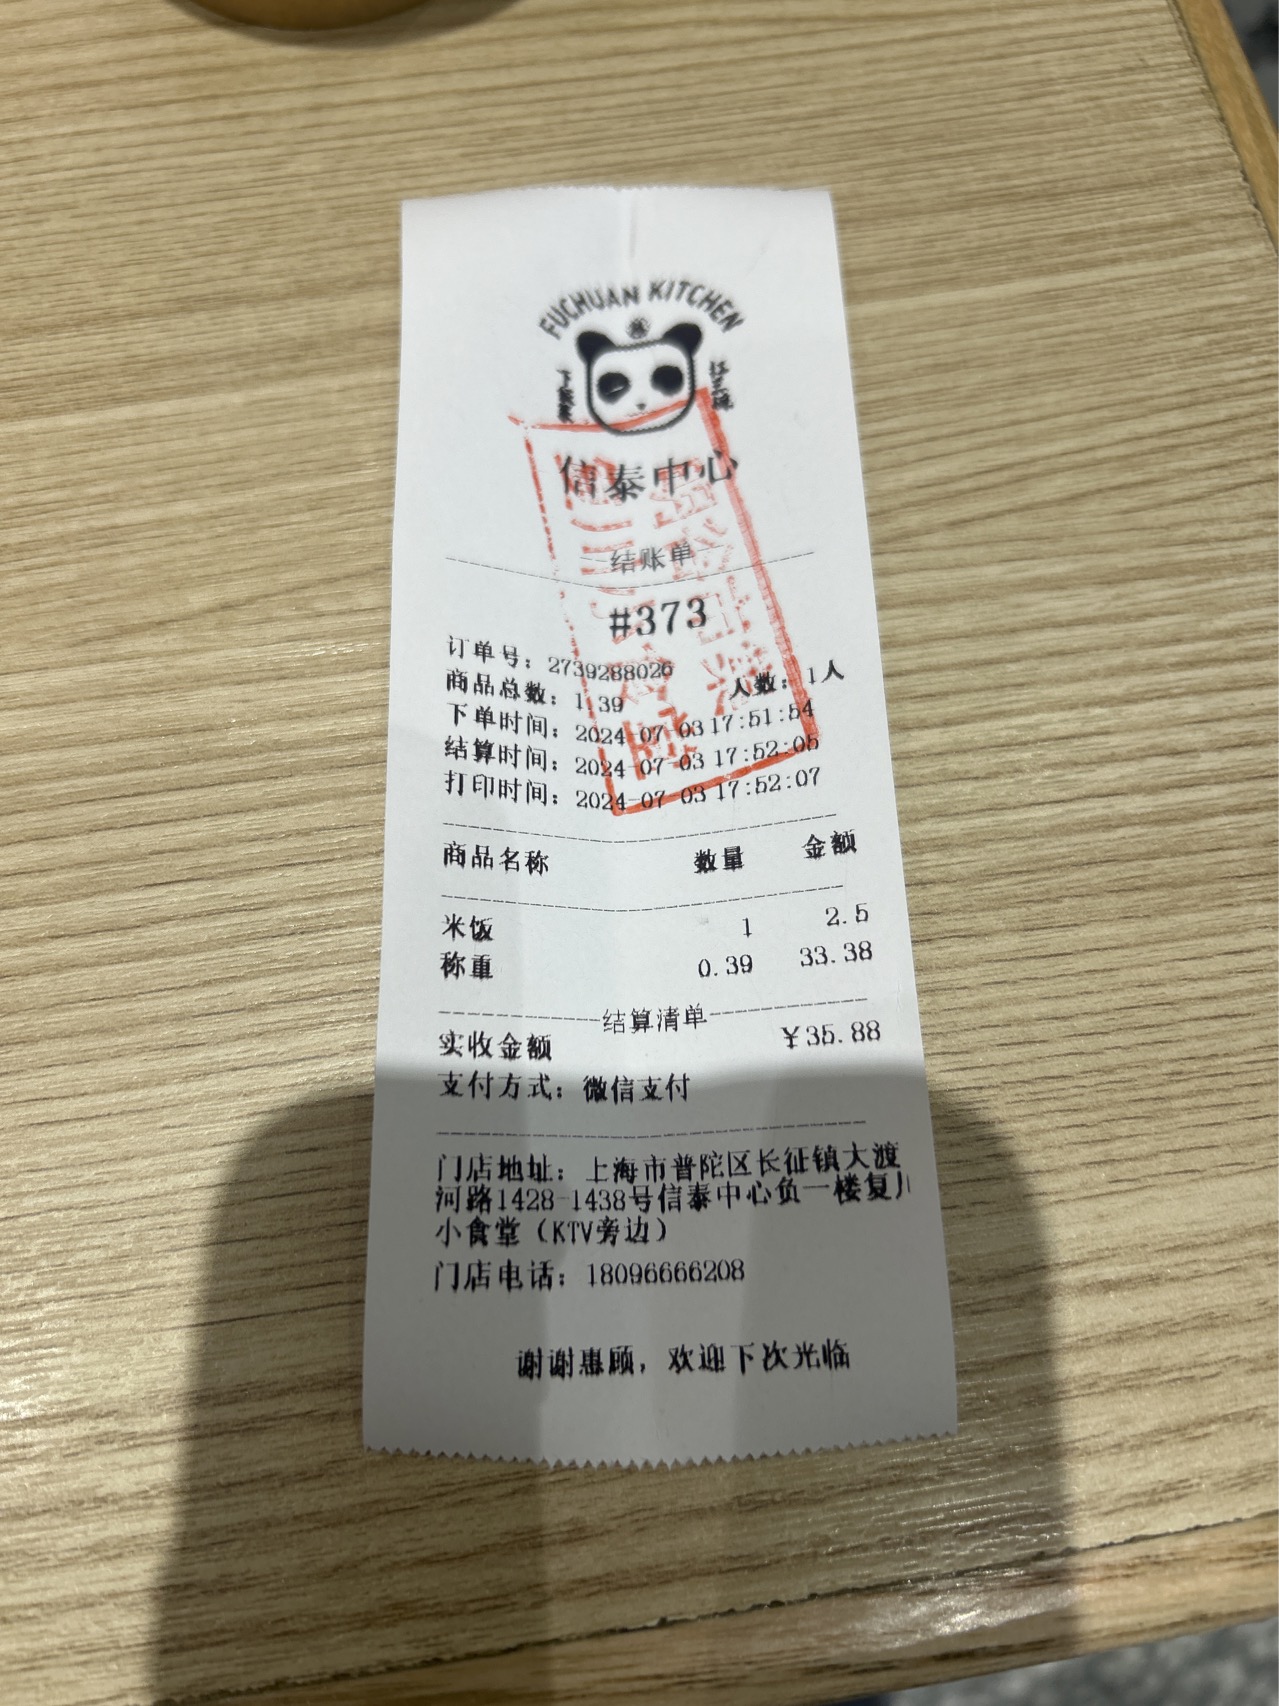 FUCHUAN KITCHEN
信泰中心
结账单
#373
订单号：2739288026
商品总数：1.39 人数：1人
下单时间：2024-07-03 17:51:54
结算时间：2024-07-03 17:52:05
打印时间：2024-07-03 17:52:07
商品名称 数量 金额
米饭 1 2.5
称重 0.39 33.38
结算清单
实收金额 ¥35.88
支付方式：微信支付
门店地址：上海市普陀区长征镇大渡
河路1428-1438号信泰中心负一楼复川
小食堂（KTV旁边）
门店电话：18096666208
谢谢惠顾，欢迎下次光临